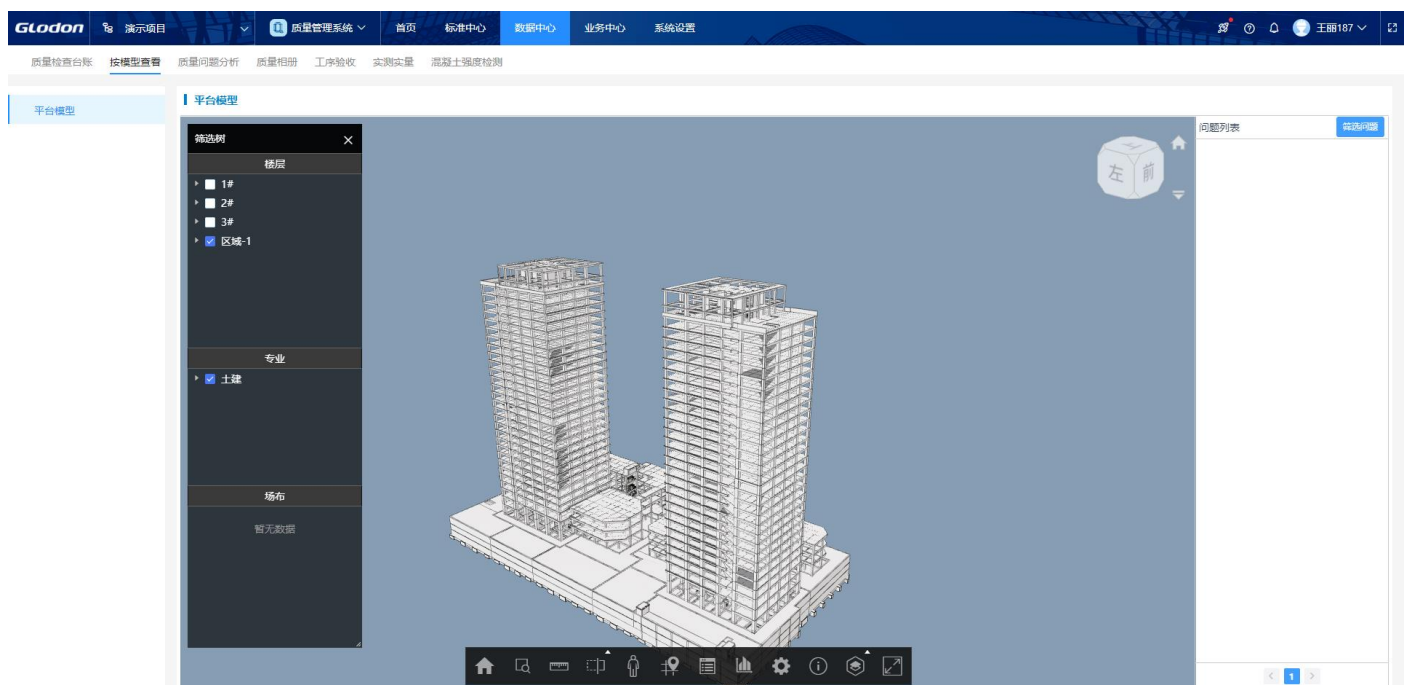 GLodon 演示项目 质量管理系统 首页 标准中心 数据中心 业务中心 系统设置 王丽187
质量检查台账 按模型查看 质量问题分析 质量相册 工序验收 实测实量 混凝土强度检测
平台模型
平台模型
筛选树
楼层
1#
2#
3#
区域-1
专业
土建
场布
暂无数据
左 前
问题列表 筛选问题
1